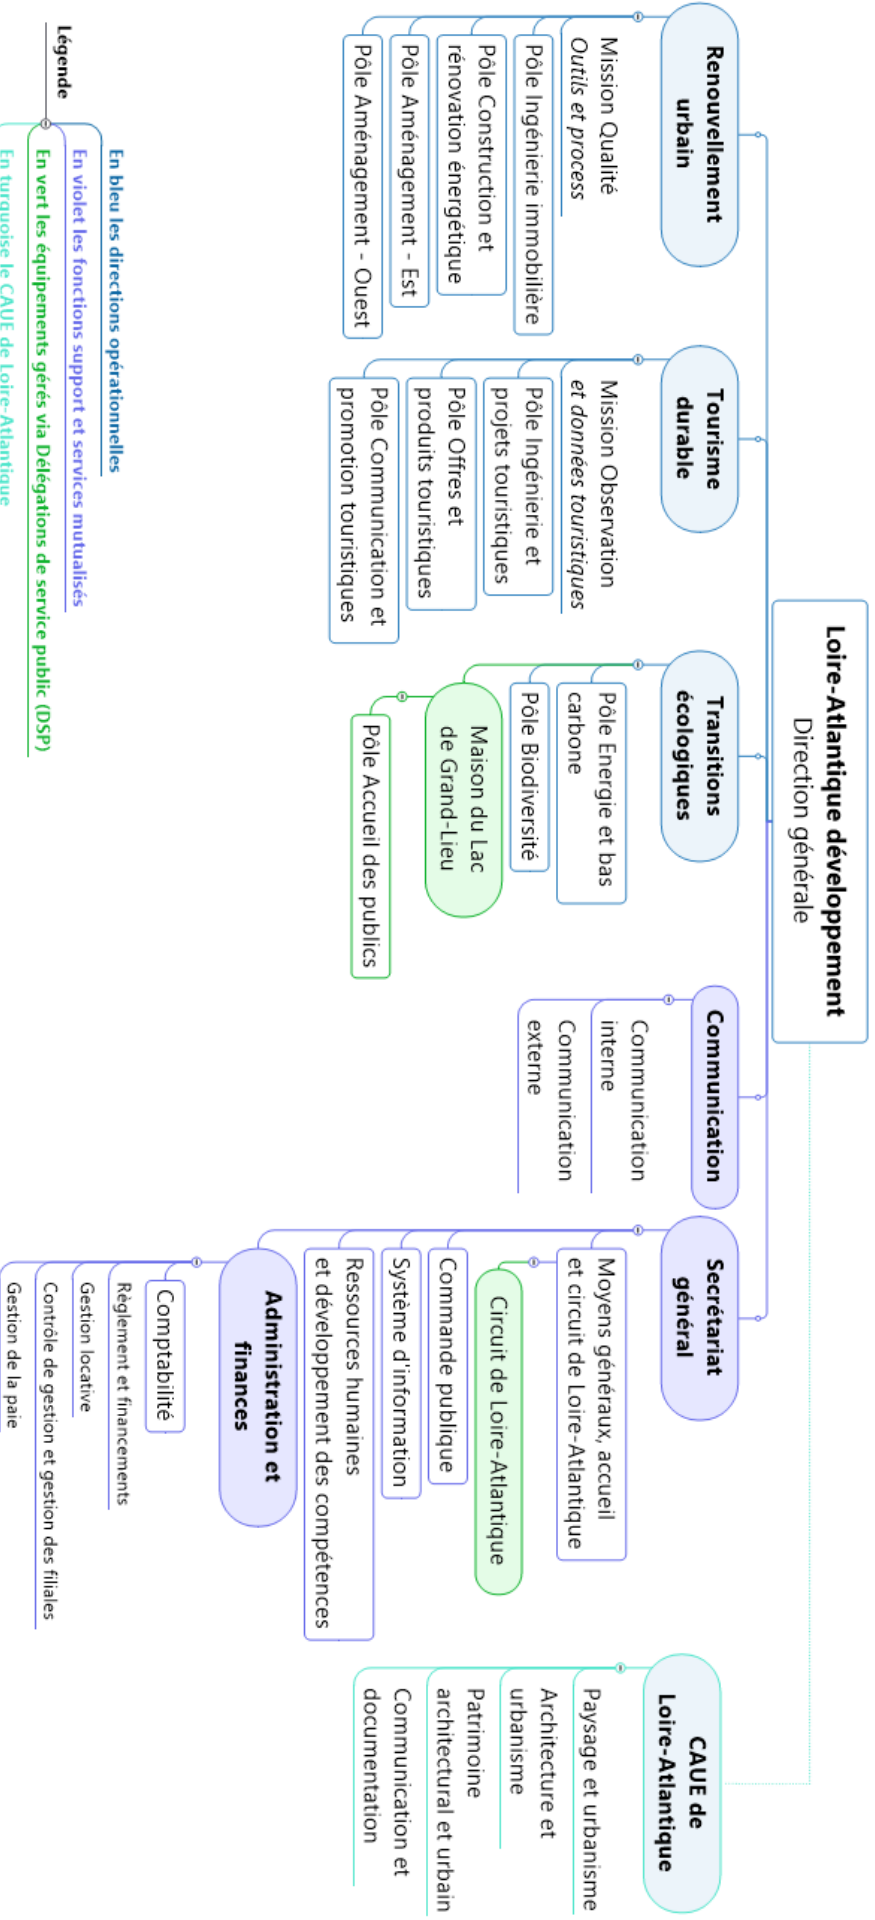 Loire-Atlantique développement
Direction générale
Renouvellement
urbain
Mission Qualité
Outils et process
Pôle Ingénierie immobilière
Pôle Construction et
rénovation énergétique
Pôle Aménagement - Est
Pôle Aménagement - Ouest
Tourisme
durable
Mission Observation
et données touristiques
Pôle Ingénierie et
projets touristiques
Pôle Offres et
produits touristiques
Pôle Communication et
promotion touristiques
Transitions
écologiques
Pôle Energie et bas
carbone
Pôle Biodiversité
Maison du Lac
de Grand-Lieu
Pôle Accueil des publics
Communication
Communication
interne
Communication
externe
Secrétariat
général
Moyens généraux, accueil
et circuit de Loire-Atlantique
Circuit de Loire-Atlantique
Commande publique
Système d'information
Ressources humaines
et développement des compétences
Administration et
finances
Comptabilité
Règlement et financements
Gestion locative
Contrôle de gestion et gestion des filiales
Gestion de la paie
CAUE de
Loire-Atlantique
Paysage et urbanisme
Architecture et
urbanisme
Patrimoine
architectural et urbain
Communication et
documentation
Légende
En bleu les directions opérationnelles
En violet les fonctions support et services mutualisés
En vert les équipements gérés via Délégations de service public (DSP)
En turquoise le CAUE de Loire-Atlantique